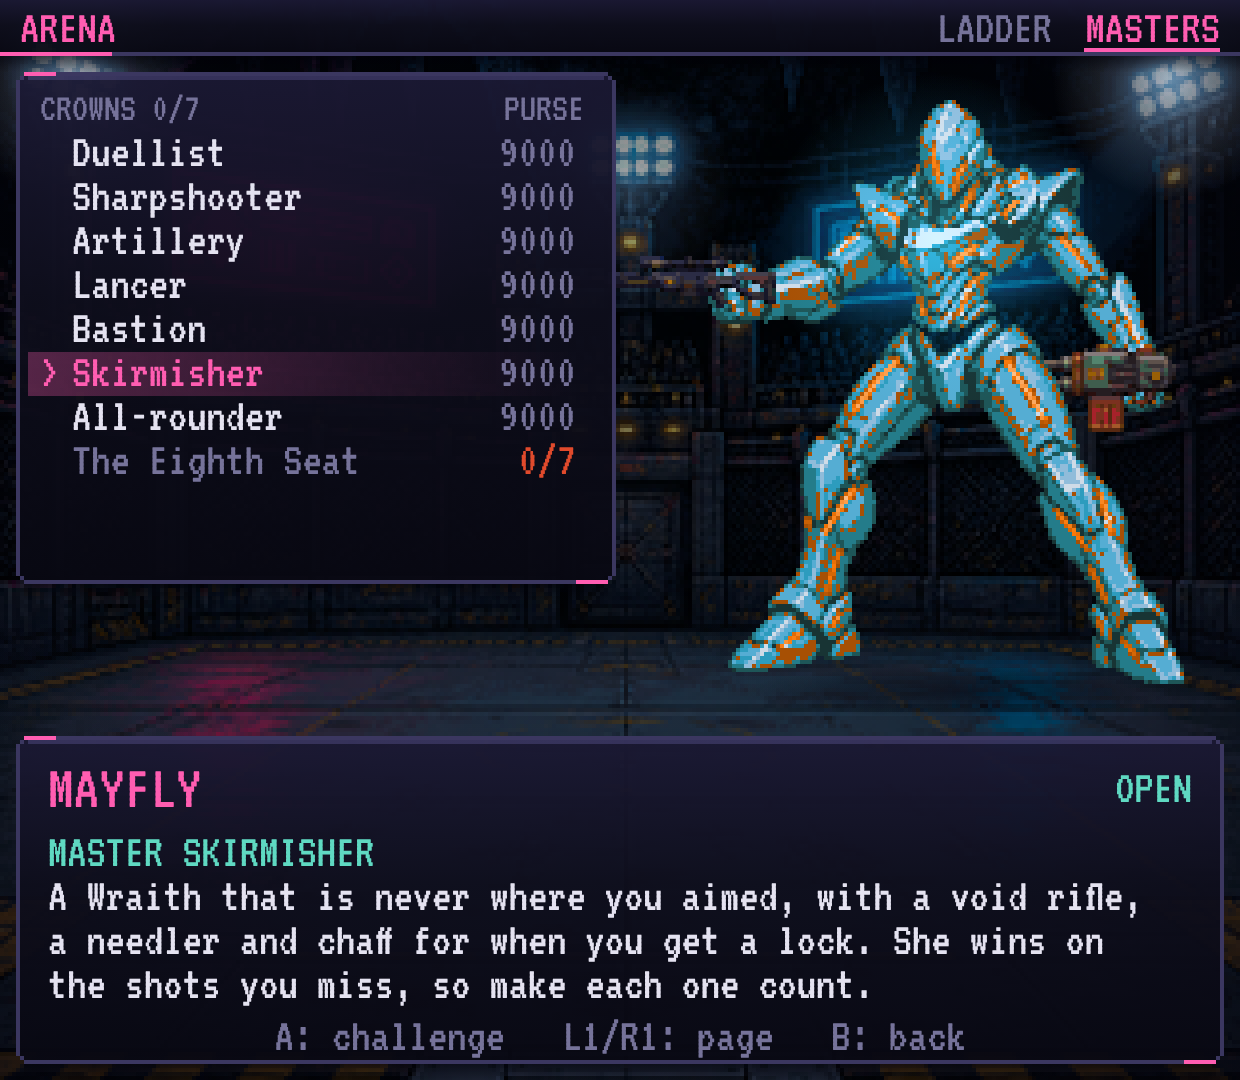 ARENA LADDER MASTERS
CROWNS 0/7 PURSE
Duellist 9000
Sharpshooter 9000
Artillery 9000
Lancer 9000
Bastion 9000
> Skirmisher 9000
All-rounder 9000
The Eighth Seat 0/7
MAYFLY OPEN
MASTER SKIRMISHER
A Wraith that is never where you aimed, with a void rifle,
a needler and chaff for when you get a lock. She wins on
the shots you miss, so make each one count.
A: challenge L1/R1: page B: back